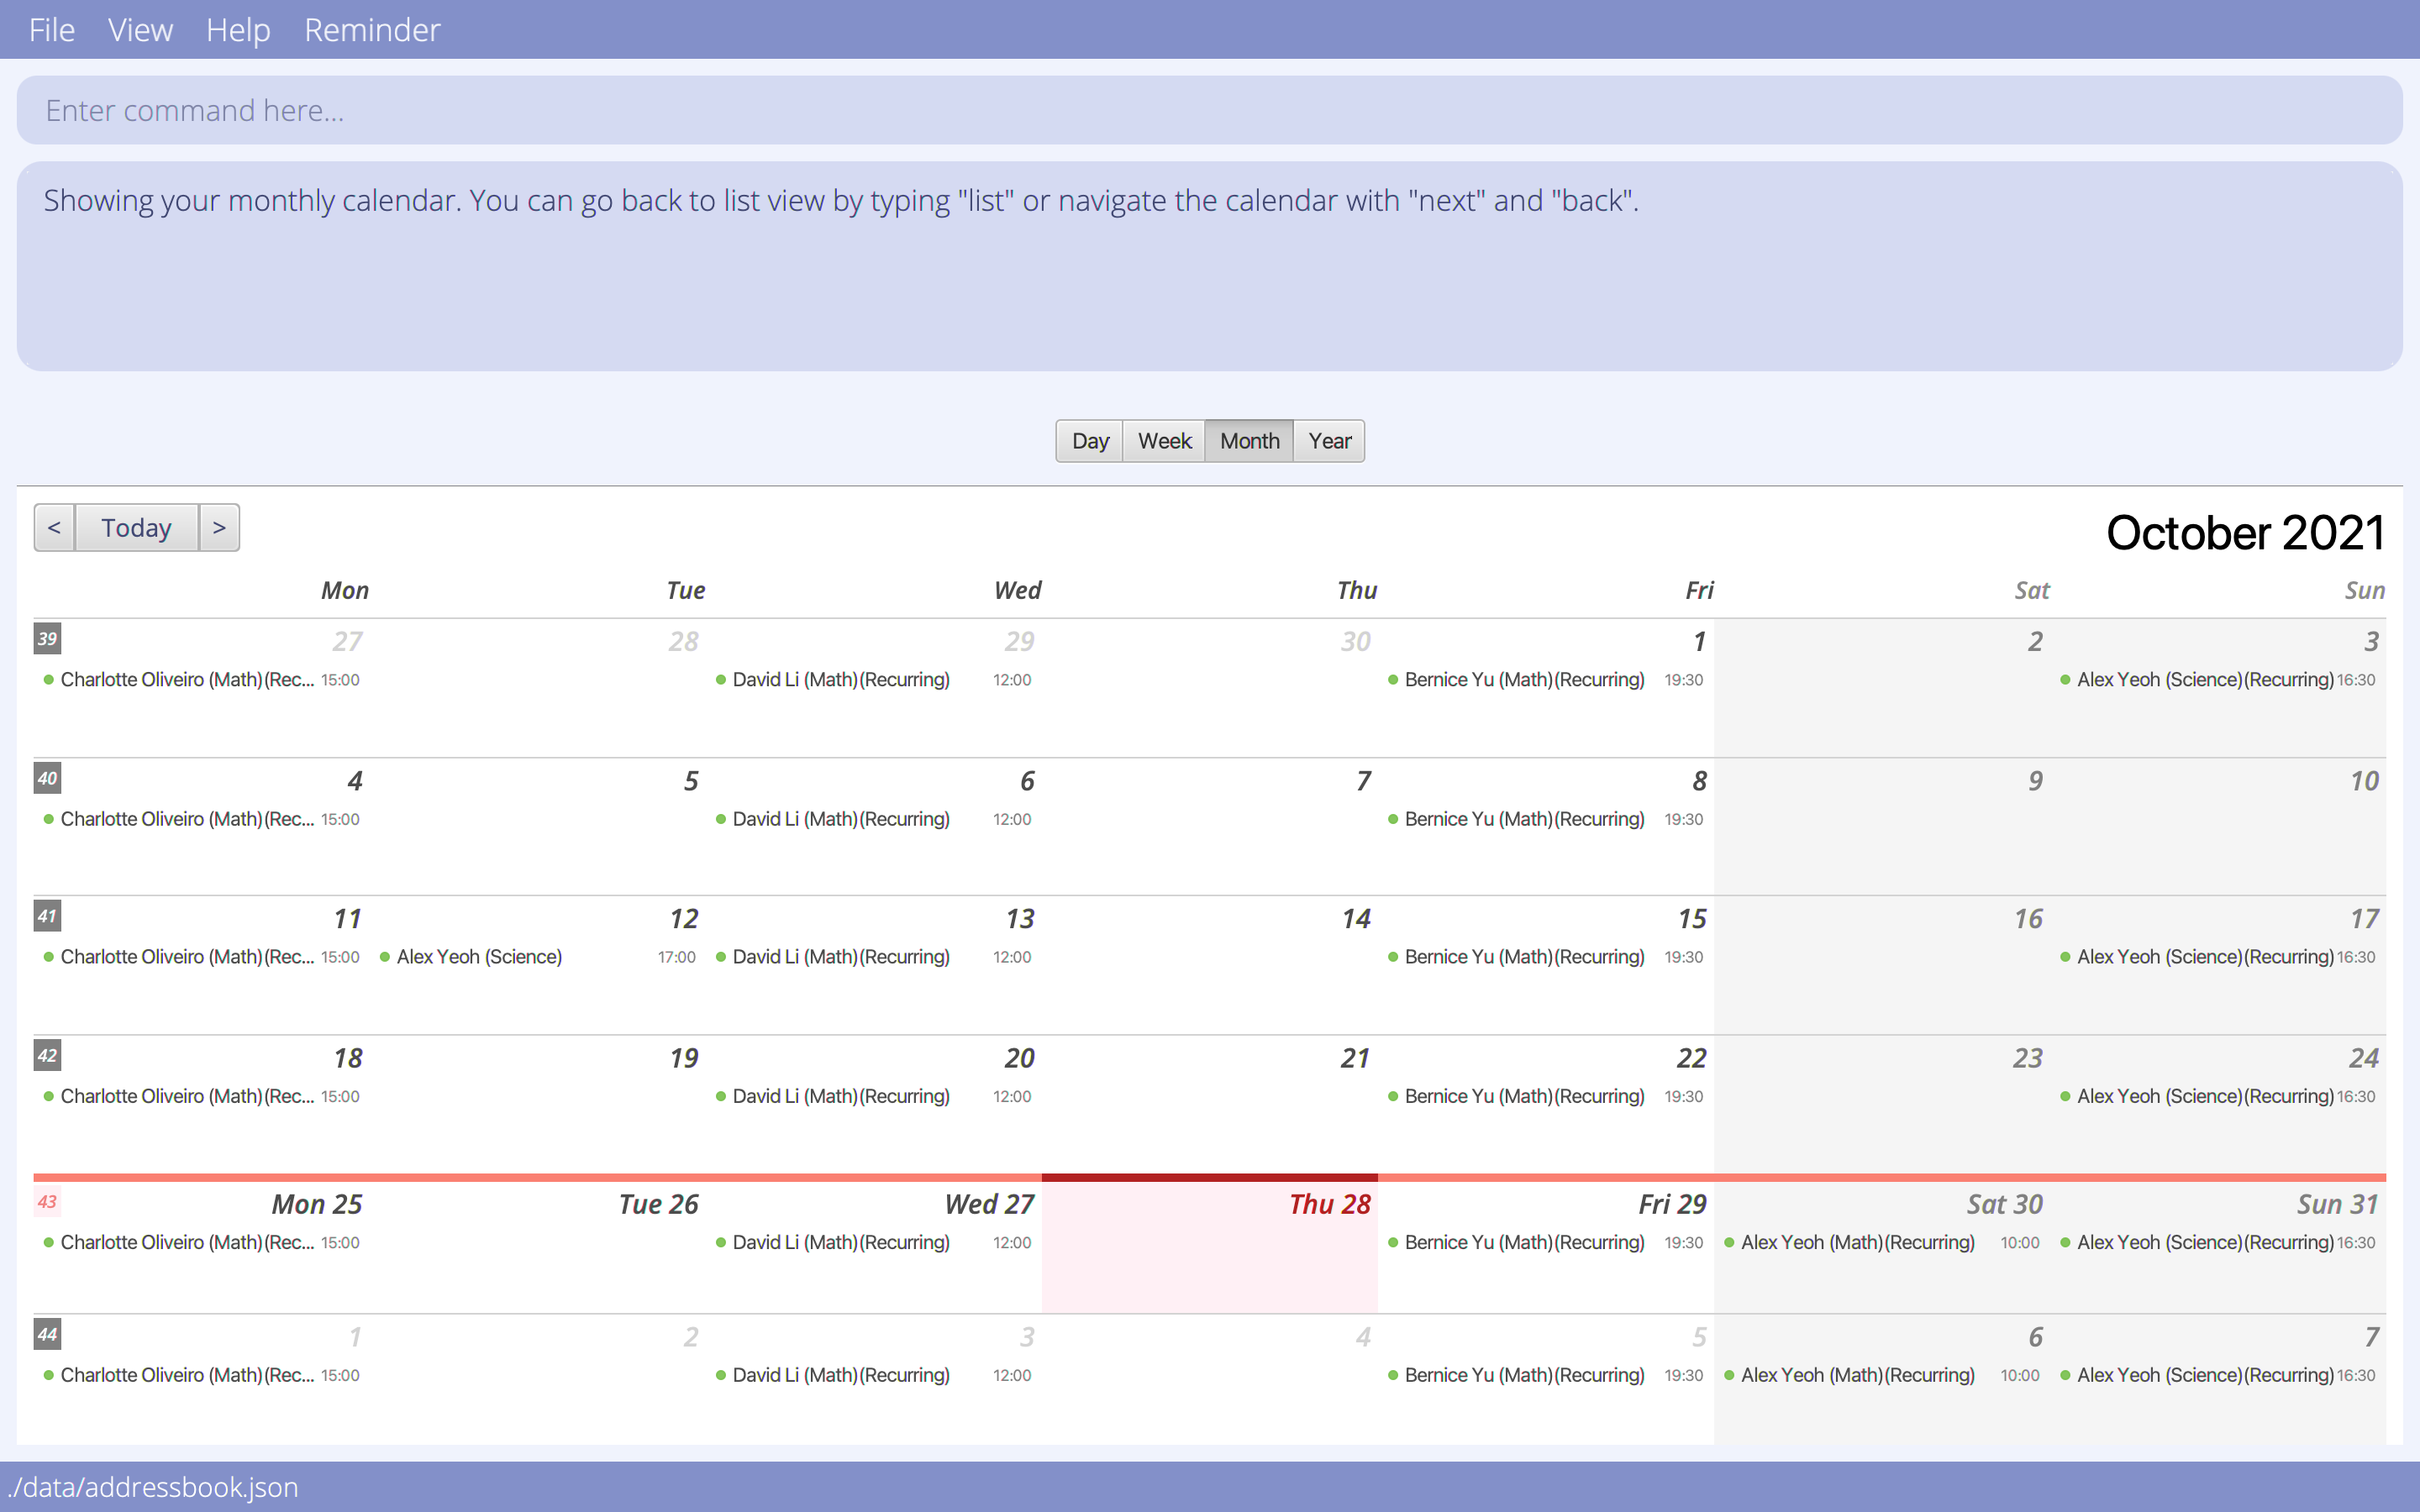 File View Help Reminder
Enter command here...
Showing your monthly calendar. You can go back to list view by typing "list" or navigate the calendar with "next" and "back".
Day Week Month Year
< Today > October 2021
Mon Tue Wed Thu Fri Sat Sun
39 27 28 29 30 1 2 3
Charlotte Oliveiro (Math)(Rec... 15:00 David Li (Math)(Recurring) 12:00 Bernice Yu (Math)(Recurring) 19:30 Alex Yeoh (Science)(Recurring) 16:30
40 4 5 6 7 8 9 10
Charlotte Oliveiro (Math)(Rec... 15:00 David Li (Math)(Recurring) 12:00 Bernice Yu (Math)(Recurring) 19:30
41 11 12 13 14 15 16 17
Charlotte Oliveiro (Math)(Rec... 15:00 Alex Yeoh (Science) 17:00 David Li (Math)(Recurring) 12:00 Bernice Yu (Math)(Recurring) 19:30 Alex Yeoh (Science)(Recurring) 16:30
42 18 19 20 21 22 23 24
Charlotte Oliveiro (Math)(Rec... 15:00 David Li (Math)(Recurring) 12:00 Bernice Yu (Math)(Recurring) 19:30 Alex Yeoh (Science)(Recurring) 16:30
43 Mon 25 Tue 26 Wed 27 Thu 28 Fri 29 Sat 30 Sun 31
Charlotte Oliveiro (Math)(Rec... 15:00 David Li (Math)(Recurring) 12:00 Bernice Yu (Math)(Recurring) 19:30 Alex Yeoh (Math)(Recurring) 10:00 Alex Yeoh (Science)(Recurring) 16:30
44 1 2 3 4 5 6 7
Charlotte Oliveiro (Math)(Rec... 15:00 David Li (Math)(Recurring) 12:00 Bernice Yu (Math)(Recurring) 19:30 Alex Yeoh (Math)(Recurring) 10:00 Alex Yeoh (Science)(Recurring) 16:30
./data/addressbook.json